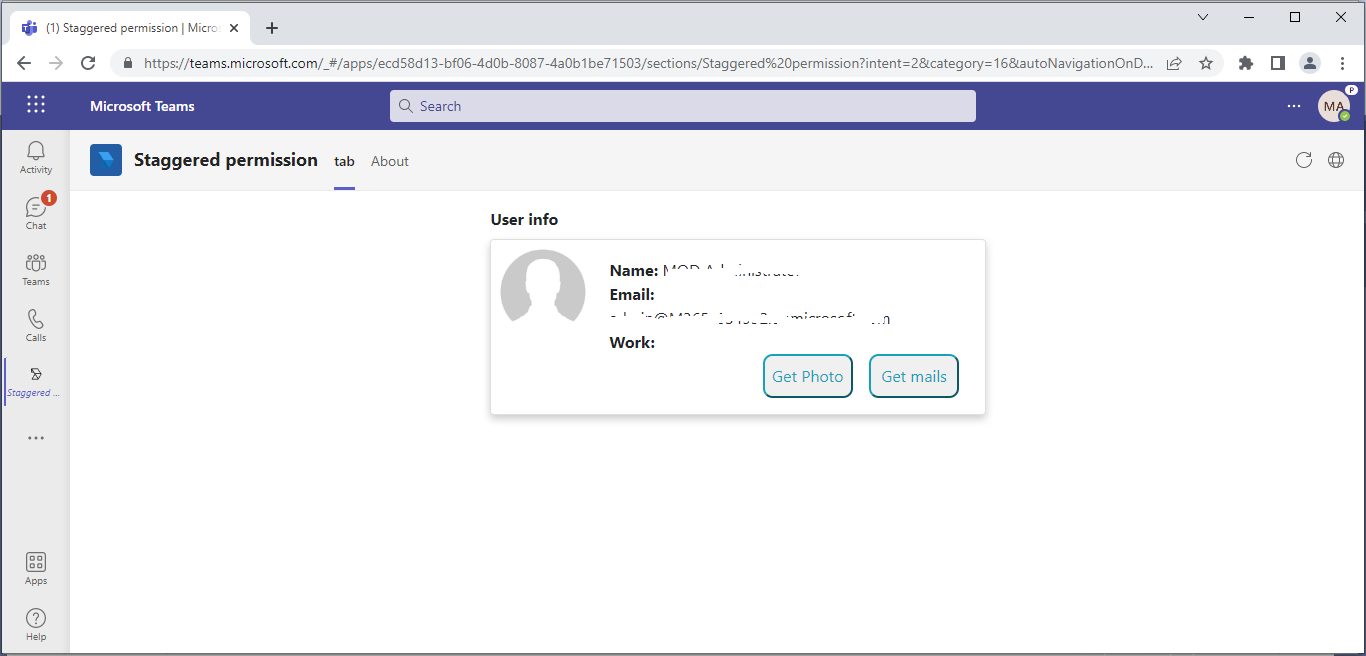 (1) Staggered permission | Micro
https://teams.microsoft.com/_#/apps/ecd58d13-bf06-4d0b-8087-4a0b1be71503/sections/Staggered%20permission?intent=2&category=16&autoNavigationOnD...
Microsoft Teams
Search
...
MA
P
Activity
1
Chat
Teams
Calls
Staggered ...
Apps
Help
Staggered permission
tab
About
User info
Name:
Email:
Work:
Get Photo
Get mails